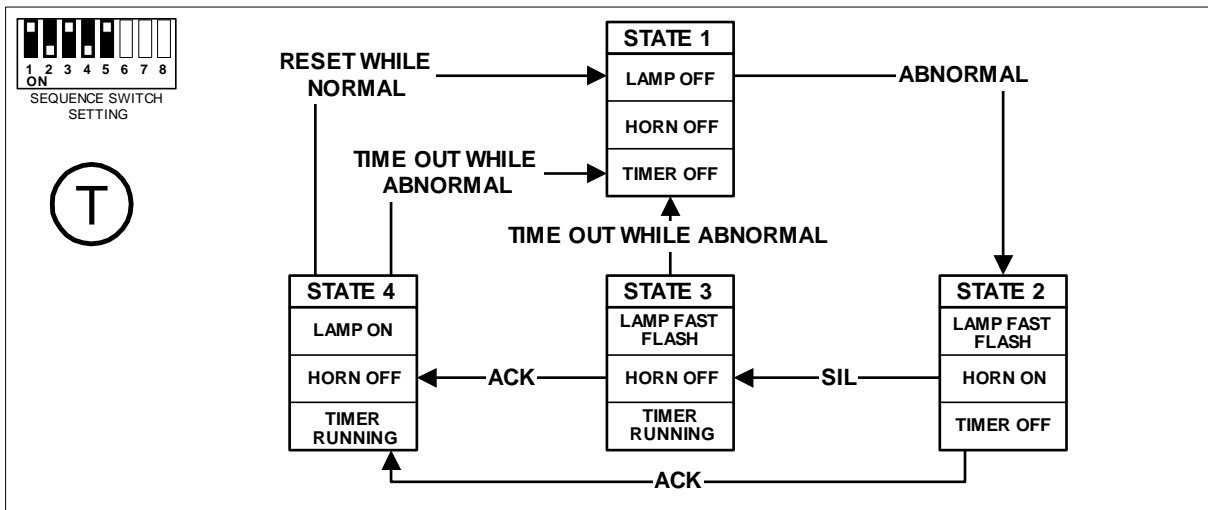 1 2 3 4 5 6 7 8
ON
SEQUENCE SWITCH
SETTING
T
STATE 1
LAMP OFF
HORN OFF
TIMER OFF
RESET WHILE
NORMAL
ABNORMAL
TIME OUT WHILE
ABNORMAL
TIME OUT WHILE ABNORMAL
STATE 4
LAMP ON
HORN OFF
TIMER
RUNNING
ACK
STATE 3
LAMP FAST
FLASH
HORN OFF
TIMER
RUNNING
SIL
STATE 2
LAMP FAST
FLASH
HORN ON
TIMER OFF
ACK